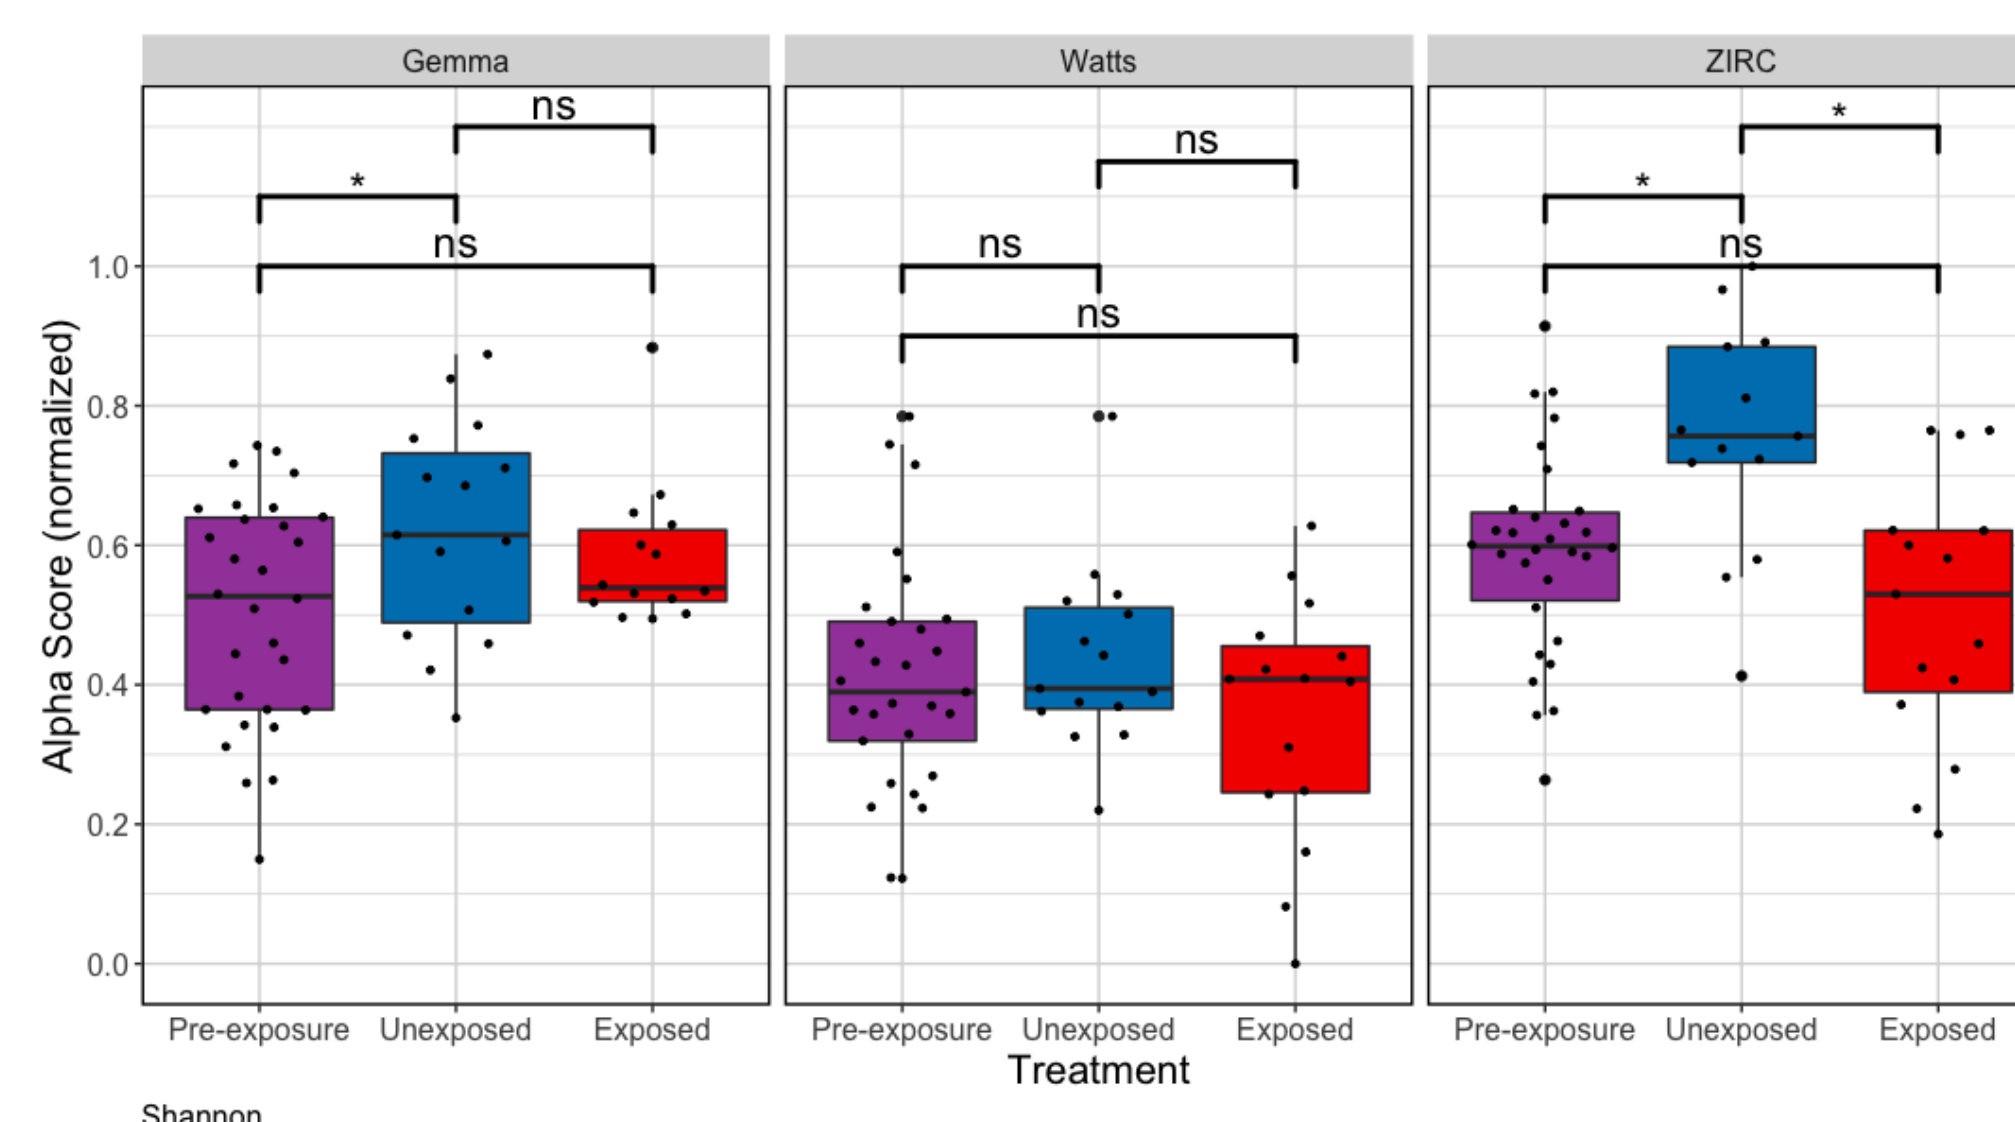 Gemma Watts ZIRC
ns
ns
*
*
*
ns
ns
ns
1.0
ns
0.8
0.6
0.4
0.2
0.0
Alpha Score (normalized)
Pre-exposure Unexposed Exposed Pre-exposure Unexposed Exposed Pre-exposure Unexposed Exposed
Treatment
Shannon